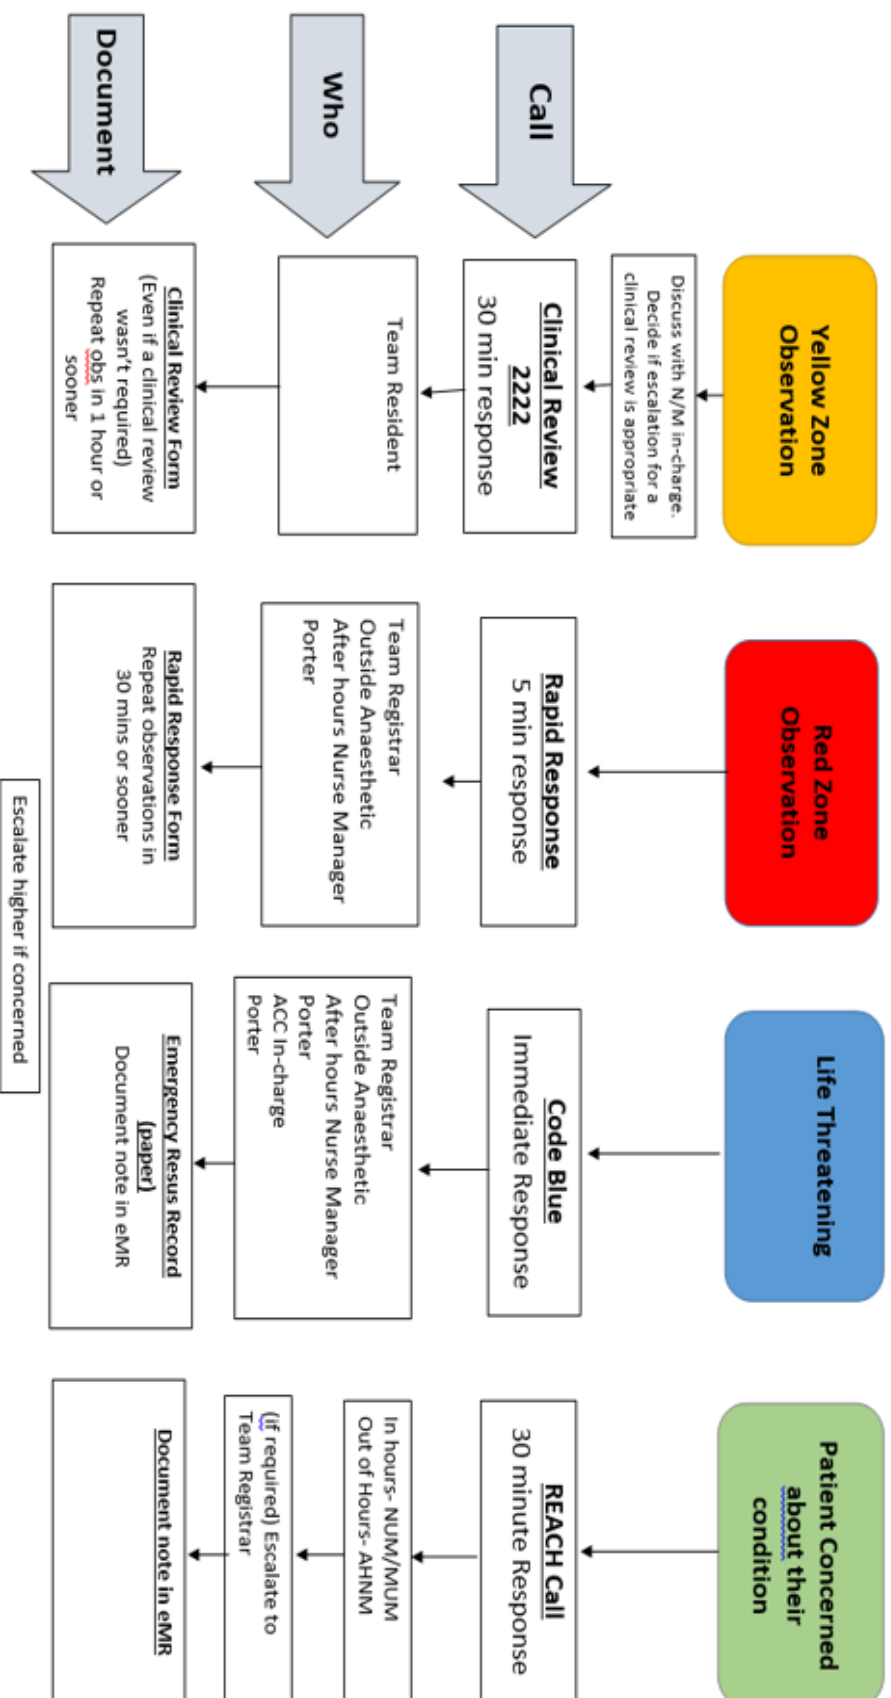 Yellow Zone
Observation
Red Zone
Observation
Life Threatening
Patient Concerned
about their
condition
Discuss with N/M in-charge.
Decide if escalation for a
clinical review is appropriate
Call
Clinical Review
2222
30 min response
Rapid Response
5 min response
Code Blue
Immediate Response
REACH Call
30 minute Response
Who
Team Resident
Team Registrar
Outside Anaesthetic
After hours Nurse Manager
Porter
Team Registrar
Outside Anaesthetic
After hours Nurse Manager
Porter
ACC In-charge
Porter
In hours- NUM/MUM
Out of Hours- AHNM
(if required) Escalate to
Team Registrar
Document
Clinical Review Form
(Even if a clinical review
wasn't required)
Repeat obs in 1 hour or
sooner
Rapid Response Form
Repeat observations in
30 mins or sooner
Emergency Resus Record
(paper)
Document note in eMR
Document note in eMR
Escalate higher if concerned